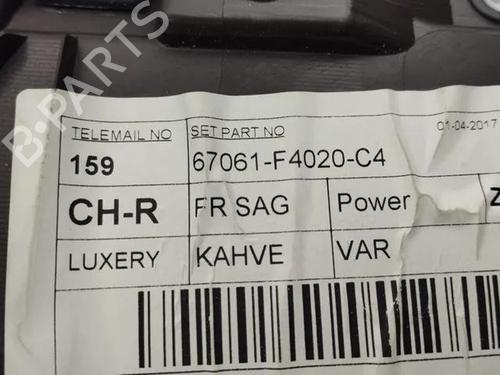 B-PARTS
TELEMAIL NO SET PART NO 01-04-2017
159 67061-F4020-C4
CH-R FR SAG Power
LUXERY KAHVE VAR